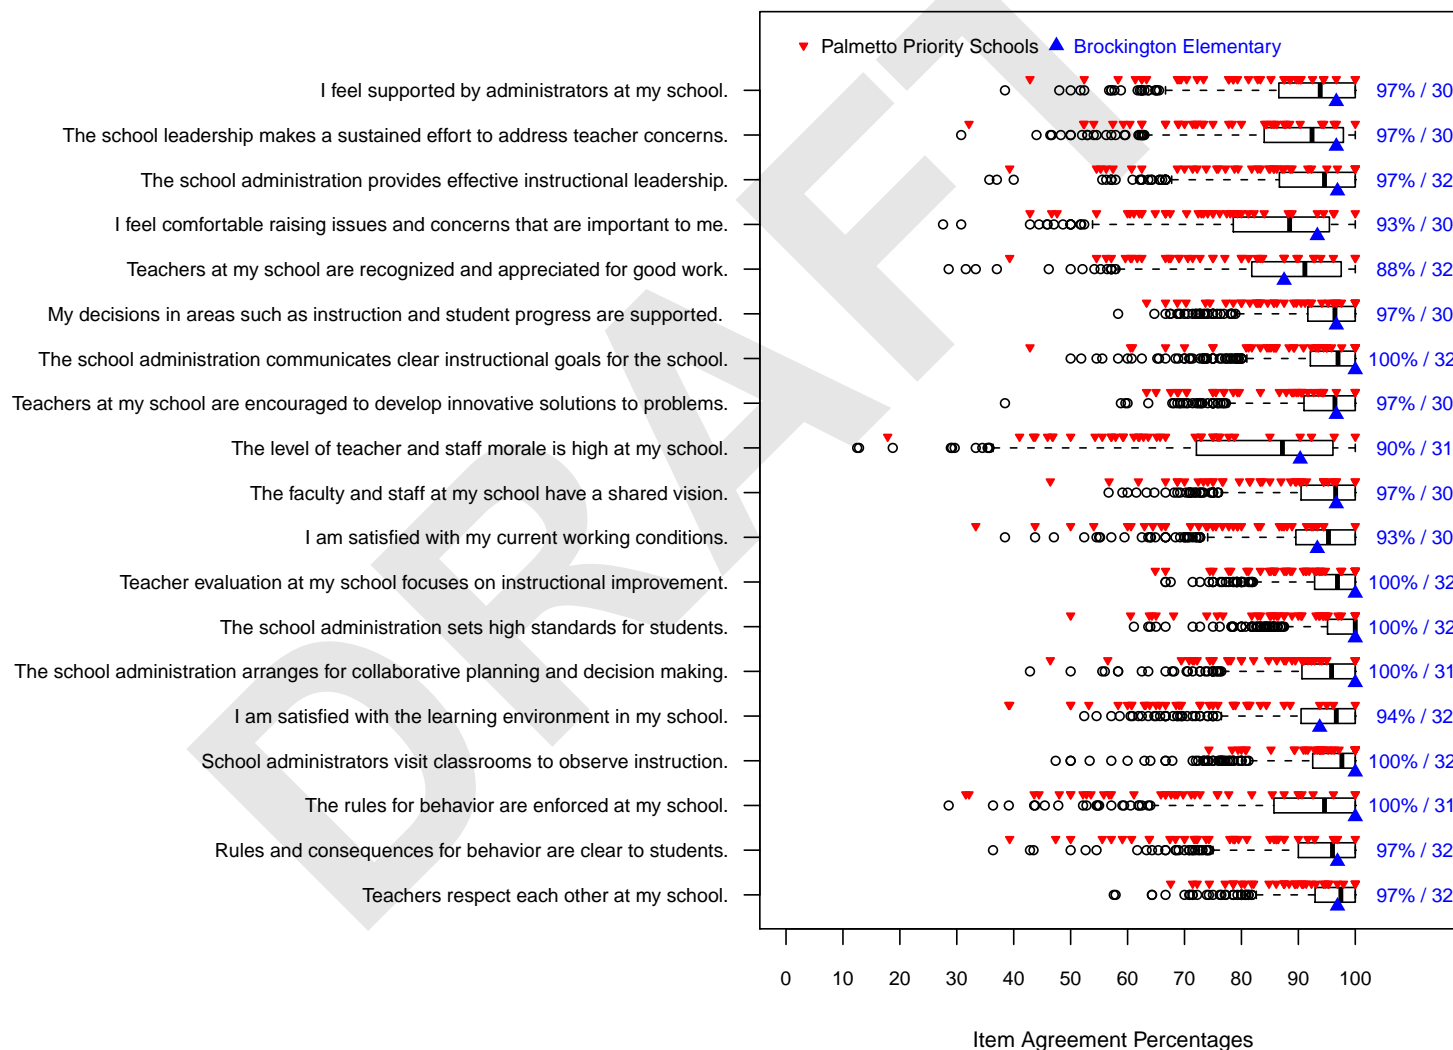 Palmetto Priority Schools Brockington Elementary
I feel supported by administrators at my school. 97% / 30
The school leadership makes a sustained effort to address teacher concerns. 97% / 30
The school administration provides effective instructional leadership. 97% / 32
I feel comfortable raising issues and concerns that are important to me. 93% / 30
Teachers at my school are recognized and appreciated for good work. 88% / 32
My decisions in areas such as instruction and student progress are supported. 97% / 30
The school administration communicates clear instructional goals for the school. 100% / 32
Teachers at my school are encouraged to develop innovative solutions to problems. 97% / 30
The level of teacher and staff morale is high at my school. 90% / 31
The faculty and staff at my school have a shared vision. 97% / 30
I am satisfied with my current working conditions. 93% / 30
Teacher evaluation at my school focuses on instructional improvement. 100% / 32
The school administration sets high standards for students. 100% / 32
The school administration arranges for collaborative planning and decision making. 100% / 31
I am satisfied with the learning environment in my school. 94% / 32
School administrators visit classrooms to observe instruction. 100% / 32
The rules for behavior are enforced at my school. 100% / 31
Rules and consequences for behavior are clear to students. 97% / 32
Teachers respect each other at my school. 97% / 32
0 10 20 30 40 50 60 70 80 90 100
Item Agreement Percentages
DRAFT